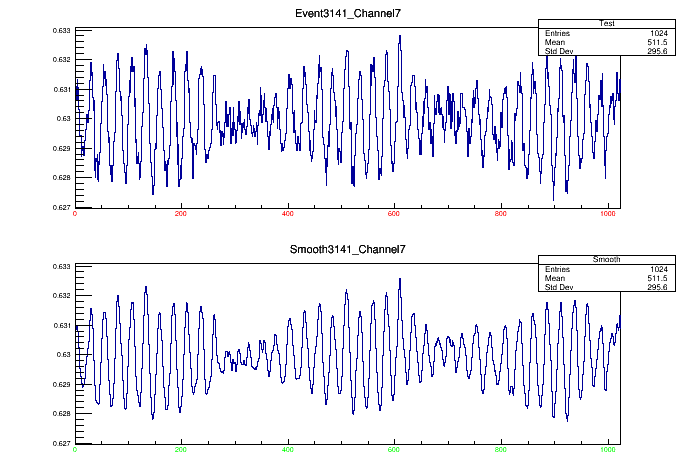 Event3141_Channel7
Test
Entries 1024
Mean 511.5
Std Dev 295.6
0.633
0.632
0.631
0.63
0.629
0.628
0.627
0 200 400 600 800 1000
Smooth3141_Channel7
Smooth
Entries 1024
Mean 511.5
Std Dev 295.6
0.633
0.632
0.631
0.63
0.629
0.628
0.627
0 200 400 600 800 1000